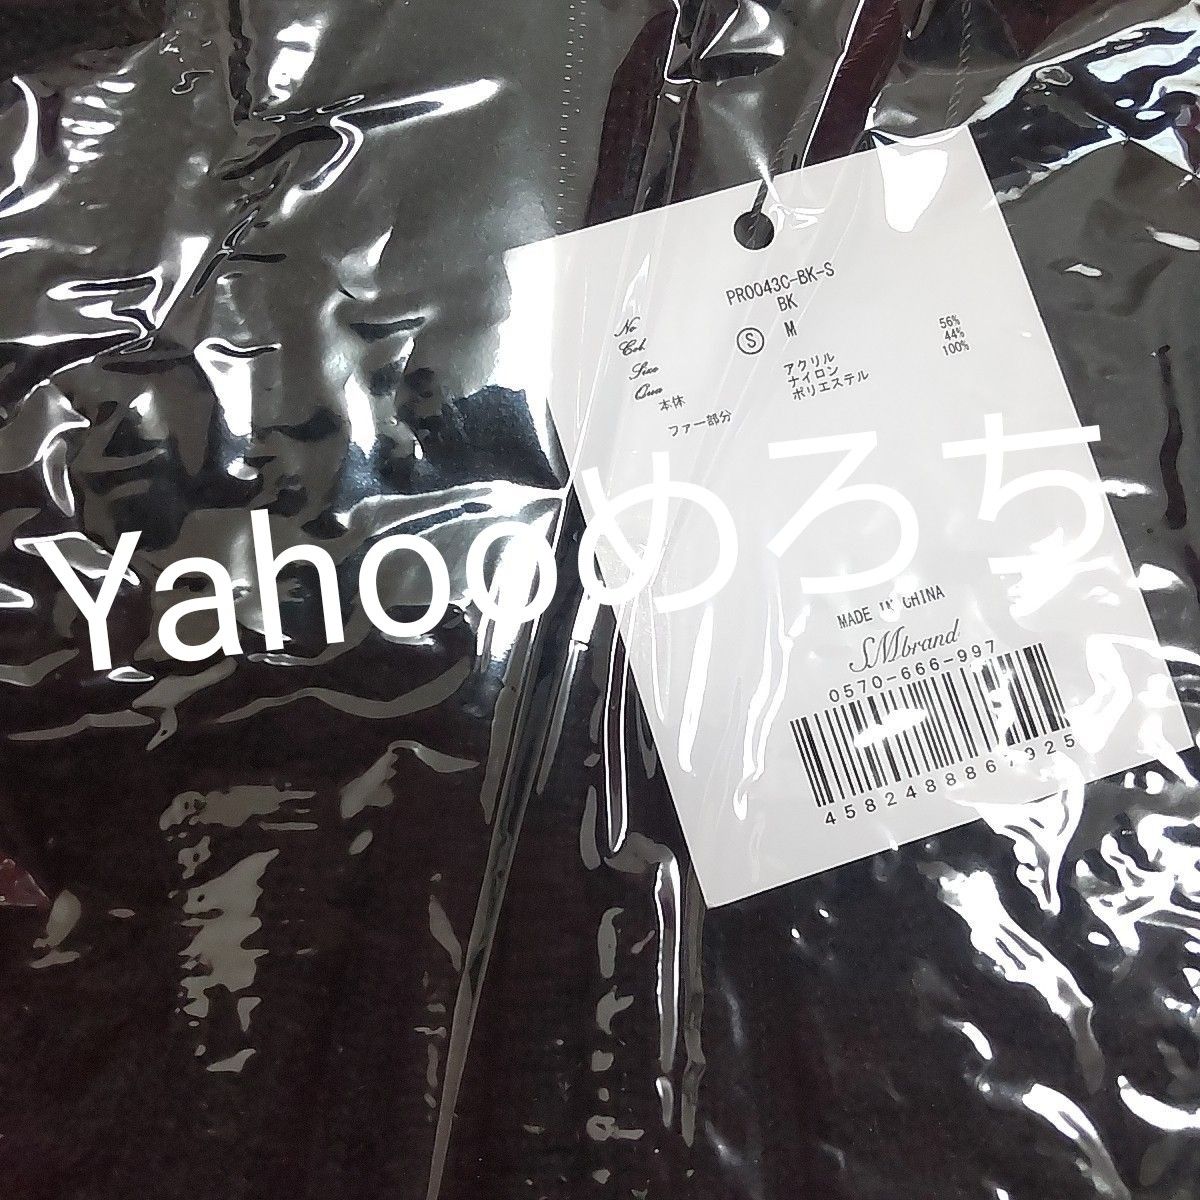 PR0043C-BK-S
No
BK
Col.
Ⓢ M
Size
アクリル 56%
Qua
ナイロン 44%
本体
ポリエステル 100%
ファー部分
Yahooめろち
MADE IN CHINA
SMbrand
0570-666-997